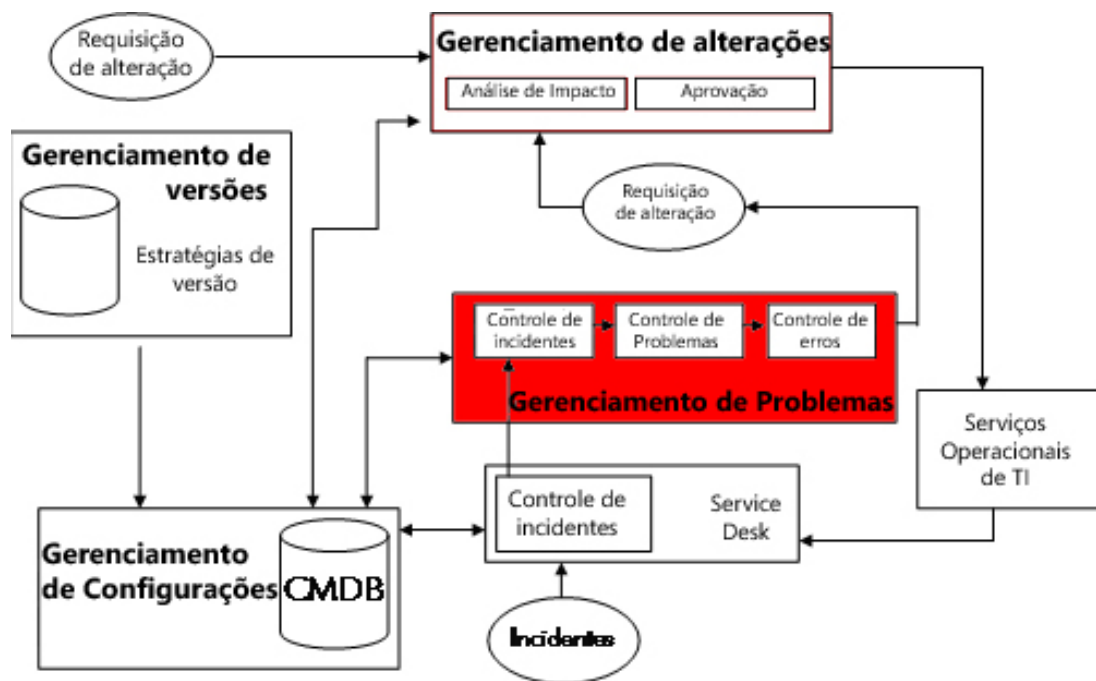 Requisição
de alteração
Gerenciamento de alterações
Análise de Impacto
Aprovação
Gerenciamento de
versões
Estratégias de
versão
Requisição
de alteração
Controle de
incidentes
Controle de
Problemas
Controle de
erros
Gerenciamento de Problemas
Serviços
Operacionais
de TI
Controle de
incidentes
Service
Desk
Gerenciamento
de Configurações
CMDB
Incidentes